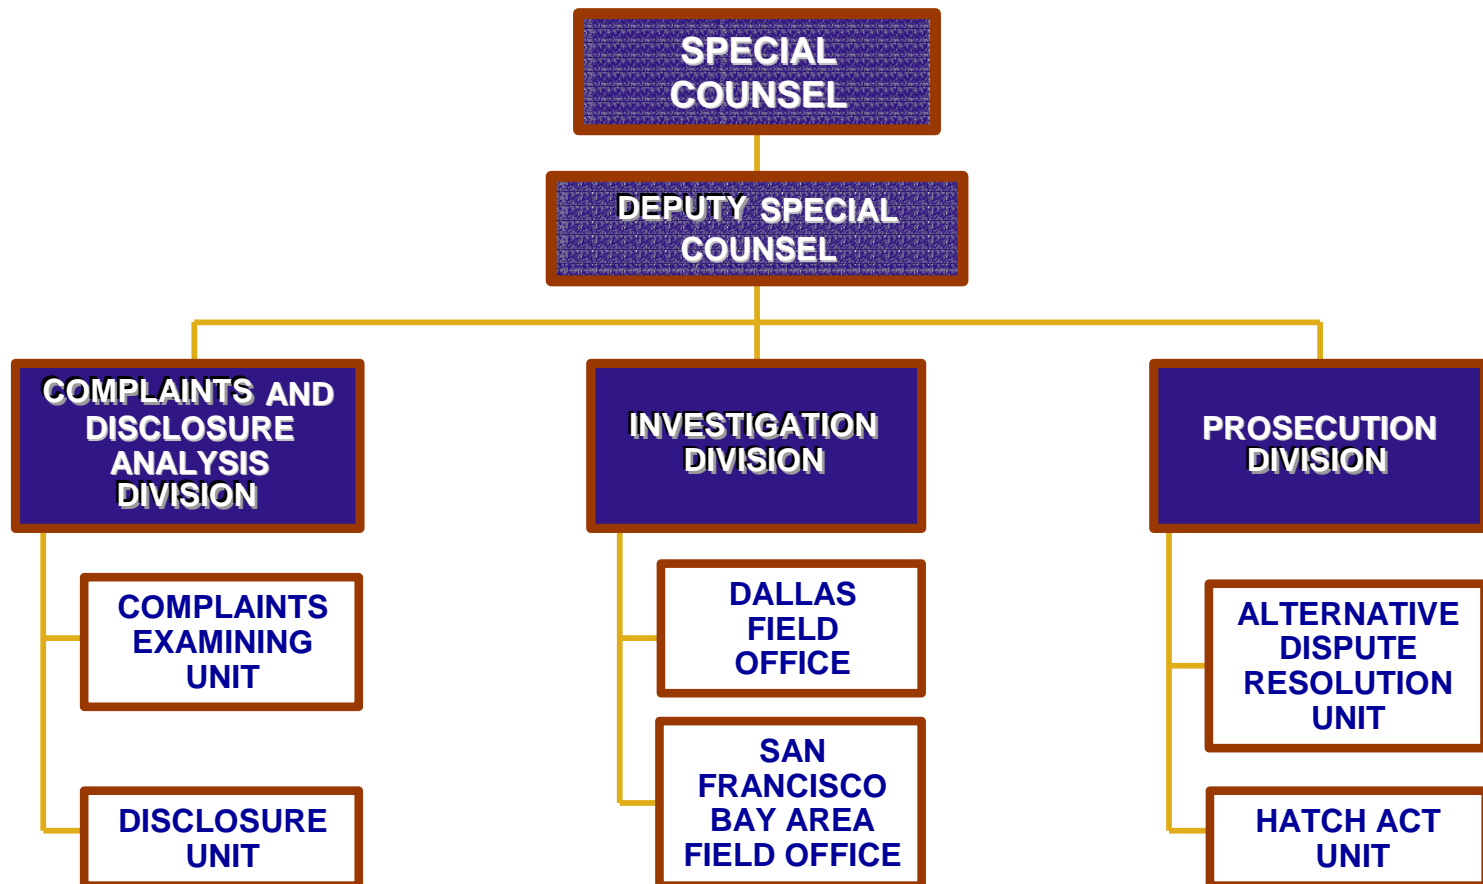 SPECIAL
COUNSEL
DEPUTY SPECIAL
COUNSEL
COMPLAINTS AND
DISCLOSURE
ANALYSIS
DIVISION
INVESTIGATION
DIVISION
PROSECUTION
DIVISION
COMPLAINTS
EXAMINING
UNIT
DISCLOSURE
UNIT
DALLAS
FIELD
OFFICE
SAN
FRANCISCO
BAY AREA
FIELD OFFICE
ALTERNATIVE
DISPUTE
RESOLUTION
UNIT
HATCH ACT
UNIT